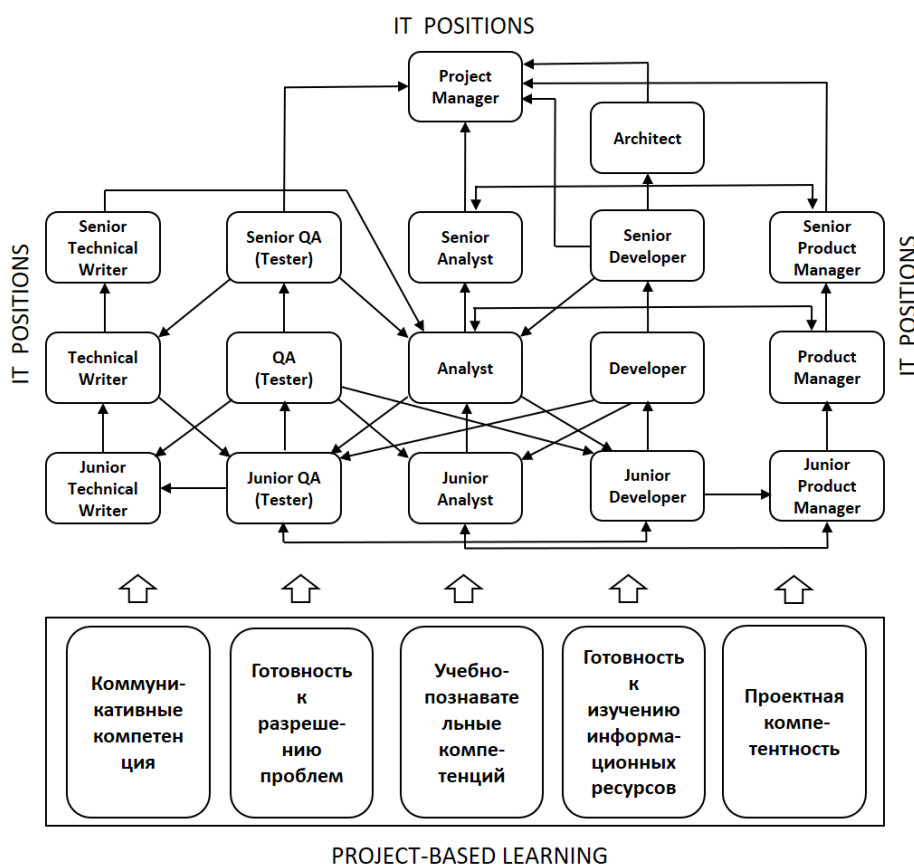 IT POSITIONS
Project
Manager
Architect
Senior
Technical
Writer
Senior QA
(Tester)
Senior
Analyst
Senior
Developer
Senior
Product
Manager
IT POSITIONS
IT POSITIONS
Technical
Writer
QA
(Tester)
Analyst
Developer
Product
Manager
Junior
Technical
Writer
Junior QA
(Tester)
Junior
Analyst
Junior
Developer
Junior
Product
Manager
Коммуни-
кативные
компетен
ция
Готовность
к
разреше-
нию
проблем
Учебно-
познавате
льные
компе-
тенций
Готовность
к
изучению
информа-
ционных
ресурсов
Проектная
компе-
тентность
PROJECT-BASED LEARNING